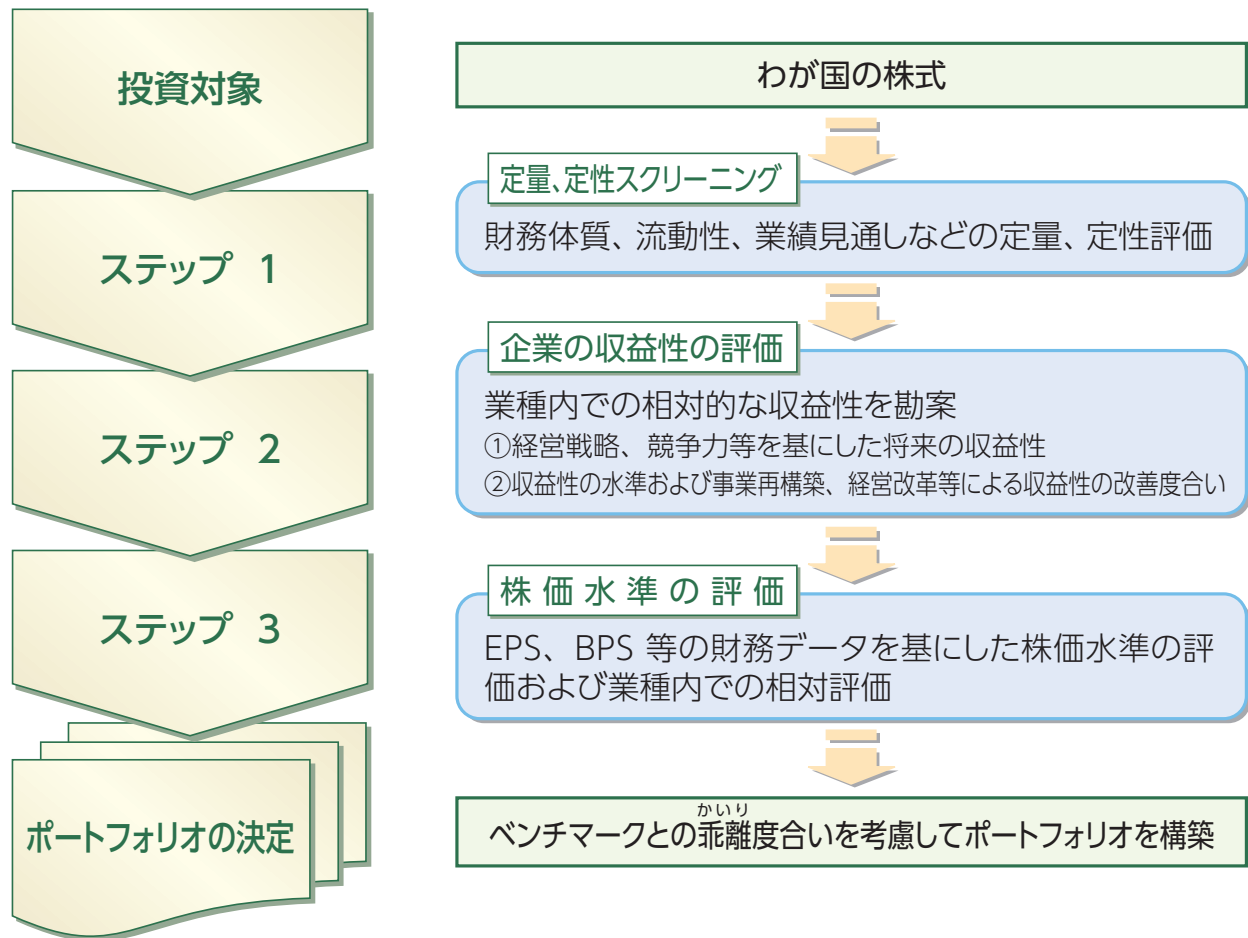 投資対象
わが国の株式
ステップ 1
定量、定性スクリーニング
財務体質、流動性、業績見通しなどの定量、定性評価
ステップ 2
企業の収益性の評価
業種内での相対的な収益性を勘案
①経営戦略、競争力等を基にした将来の収益性
②収益性の水準および事業再構築、経営改革等による収益性の改善度合い
ステップ 3
株価水準の評価
EPS、BPS 等の財務データを基にした株価水準の評
価および業種内での相対評価
ポートフォリオの決定
かいり
ベンチマークとの乖離度合いを考慮してポートフォリオを構築